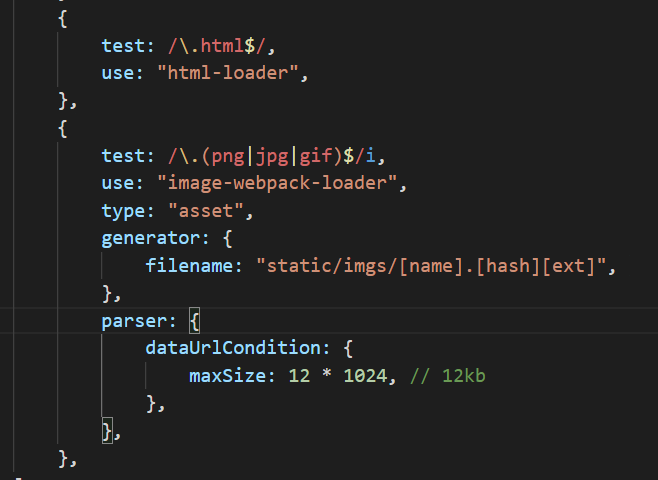 {
test: /\.html$/,
use: "html-loader",
},
{
test: /\.(png|jpg|gif)$/i,
use: "image-webpack-loader",
type: "asset",
generator: {
filename: "static/imgs/[name].[hash][ext]",
},
parser: {
dataUrlCondition: {
maxSize: 12 * 1024, // 12kb
},
},
},